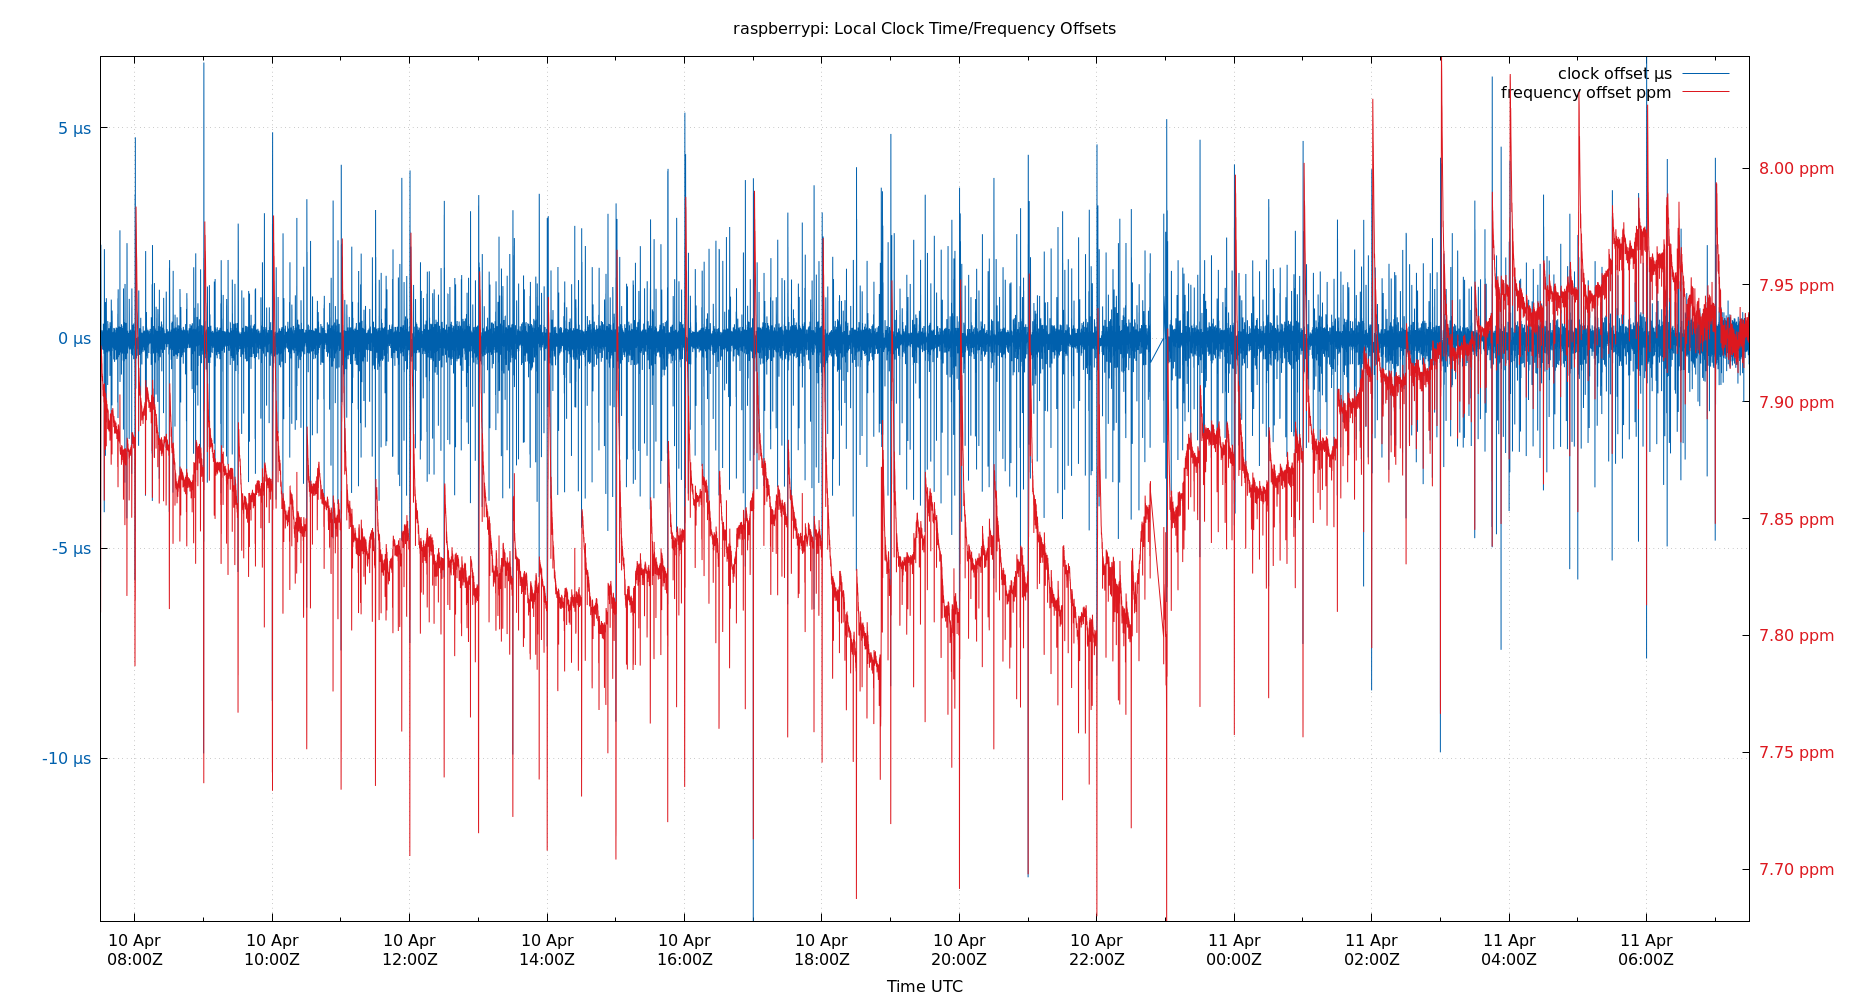 raspberrypi: Local Clock Time/Frequency Offsets
clock offset µs
frequency offset ppm
5 µs
0 µs
-5 µs
-10 µs
8.00 ppm
7.95 ppm
7.90 ppm
7.85 ppm
7.80 ppm
7.75 ppm
7.70 ppm
10 Apr 10 Apr 10 Apr 10 Apr 10 Apr 10 Apr 10 Apr 10 Apr 11 Apr 11 Apr 11 Apr 11 Apr
08:00Z 10:00Z 12:00Z 14:00Z 16:00Z 18:00Z 20:00Z 22:00Z 00:00Z 02:00Z 04:00Z 06:00Z
Time UTC